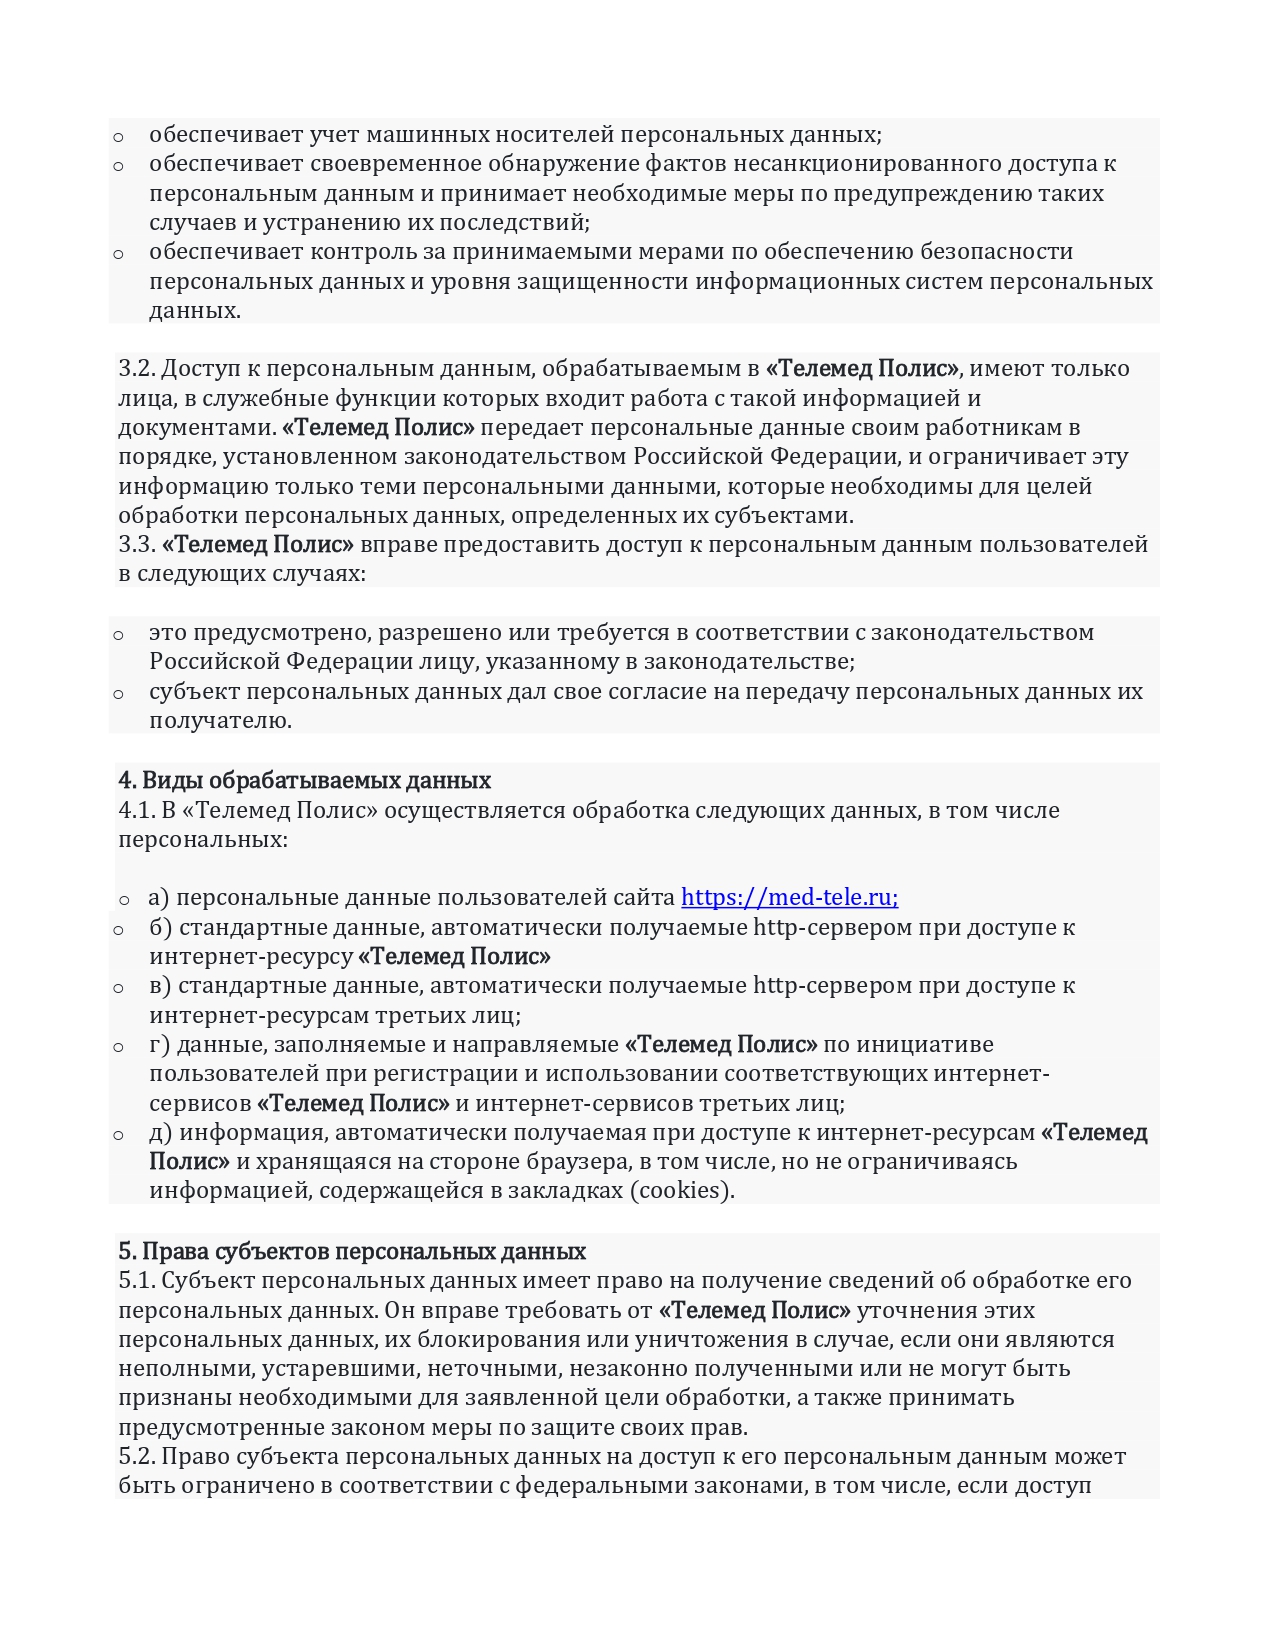 o обеспечивает учет машинных носителей персональных данных;
o обеспечивает своевременное обнаружение фактов несанкционированного доступа к
персональным данным и принимает необходимые меры по предупреждению таких
случаев и устранению их последствий;
o обеспечивает контроль за принимаемыми мерами по обеспечению безопасности
персональных данных и уровня защищенности информационных систем персональных
данных.
3.2. Доступ к персональным данным, обрабатываемым в «Телемед Полис», имеют только
лица, в служебные функции которых входит работа с такой информацией и
документами. «Телемед Полис» передает персональные данные своим работникам в
порядке, установленном законодательством Российской Федерации, и ограничивает эту
информацию только теми персональными данными, которые необходимы для целей
обработки персональных данных, определенных их субъектами.
3.3. «Телемед Полис» вправе предоставить доступ к персональным данным пользователей
в следующих случаях:
o это предусмотрено, разрешено или требуется в соответствии с законодательством
Российской Федерации лицу, указанному в законодательстве;
o субъект персональных данных дал свое согласие на передачу персональных данных их
получателю.
4. Виды обрабатываемых данных
4.1. В «Телемед Полис» осуществляется обработка следующих данных, в том числе
персональных:
o а) персональные данные пользователей сайта https://med-tele.ru;
o б) стандартные данные, автоматически получаемые http-сервером при доступе к
интернет-ресурсу «Телемед Полис»
o в) стандартные данные, автоматически получаемые http-сервером при доступе к
интернет-ресурсам третьих лиц;
o г) данные, заполняемые и направляемые «Телемед Полис» по инициативе
пользователей при регистрации и использовании соответствующих интернет-
сервисов «Телемед Полис» и интернет-сервисов третьих лиц;
o д) информация, автоматически получаемая при доступе к интернет-ресурсам «Телемед
Полис» и хранящаяся на стороне браузера, в том числе, но не ограничиваясь
информацией, содержащейся в закладках (cookies).
5. Права субъектов персональных данных
5.1. Субъект персональных данных имеет право на получение сведений об обработке его
персональных данных. Он вправе требовать от «Телемед Полис» уточнения этих
персональных данных, их блокирования или уничтожения в случае, если они являются
неполными, устаревшими, неточными, незаконно полученными или не могут быть
признаны необходимыми для заявленной цели обработки, а также принимать
предусмотренные законом меры по защите своих прав.
5.2. Право субъекта персональных данных на доступ к его персональным данным может
быть ограничено в соответствии с федеральными законами, в том числе, если доступ